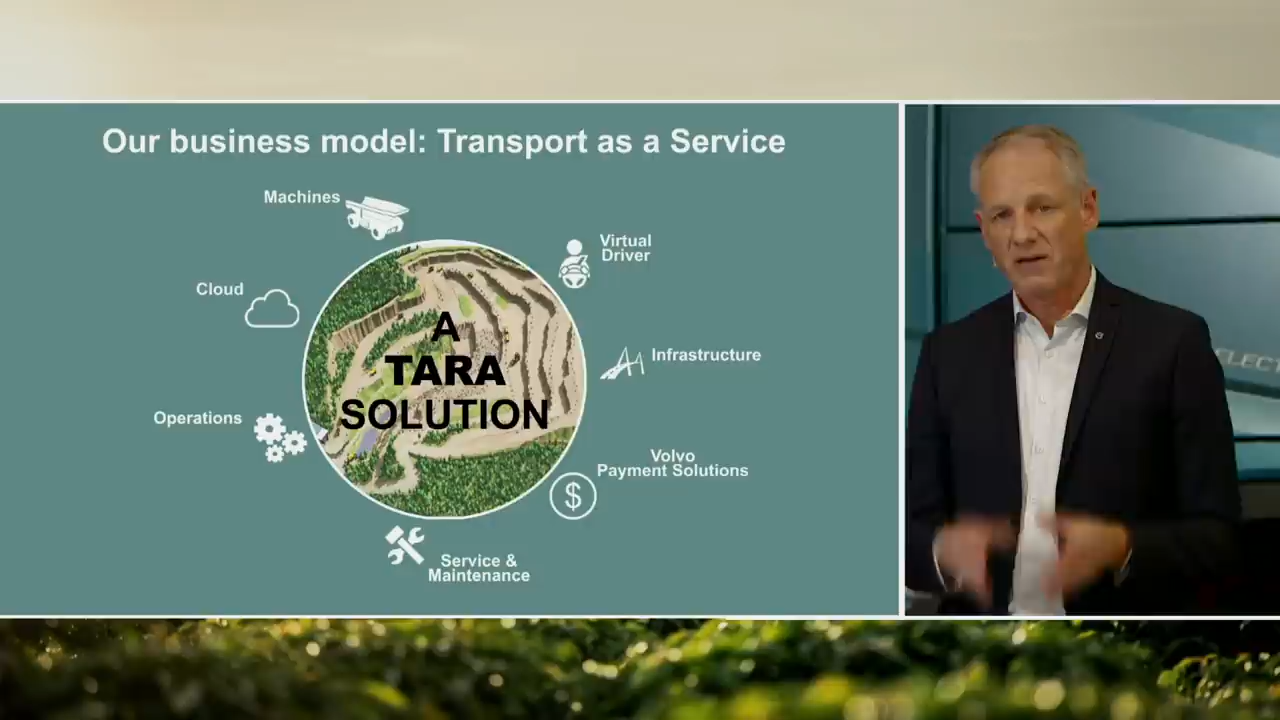 Our business model: Transport as a Service
Machines
Virtual
Driver
Cloud
A
TARA
SOLUTION
Infrastructure
Operations
Volvo
Payment Solutions
$
Service &
Maintenance